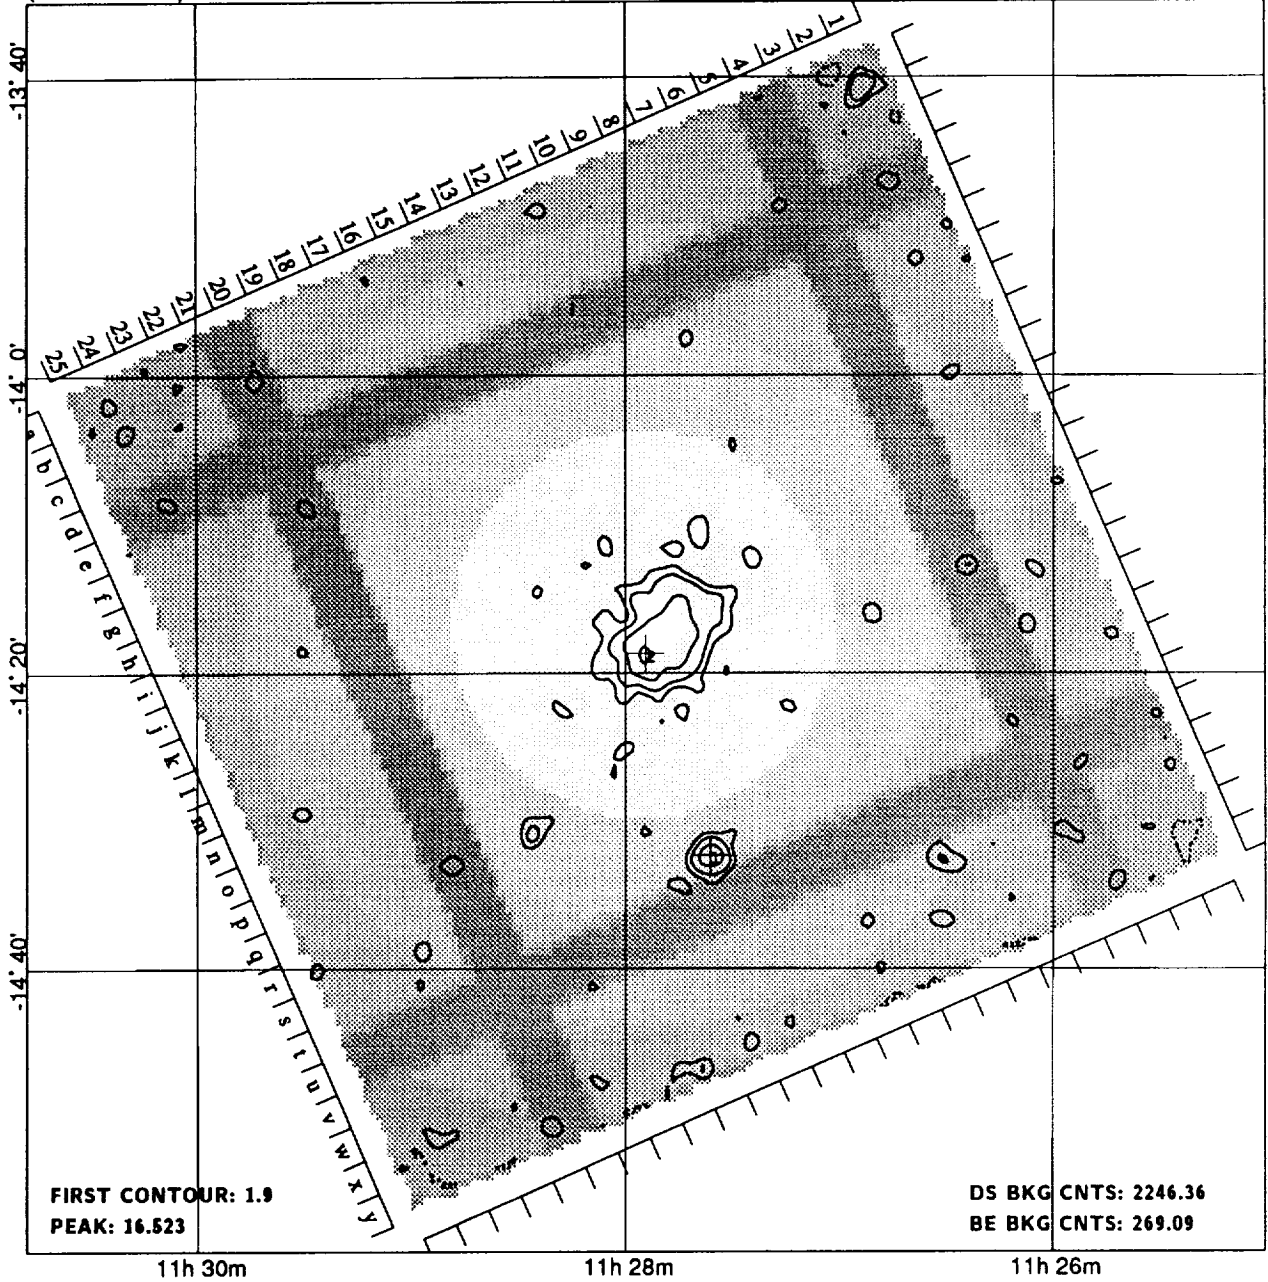 1
2
3
4
5
6
7
8
9
10
11
12
13
14
15
16
17
18
19
20
21
22
23
24
25
-13° 40'
-14° 0'
-14° 20'
-14° 40'
a
b
c
d
e
f
g
h
i
j
k
l
m
n
o
p
q
r
s
t
u
v
w
x
y
FIRST CONTOUR: 1.9
PEAK: 16.523
DS BKG CNTS: 2246.36
BE BKG CNTS: 269.09
11h 30m
11h 28m
11h 26m